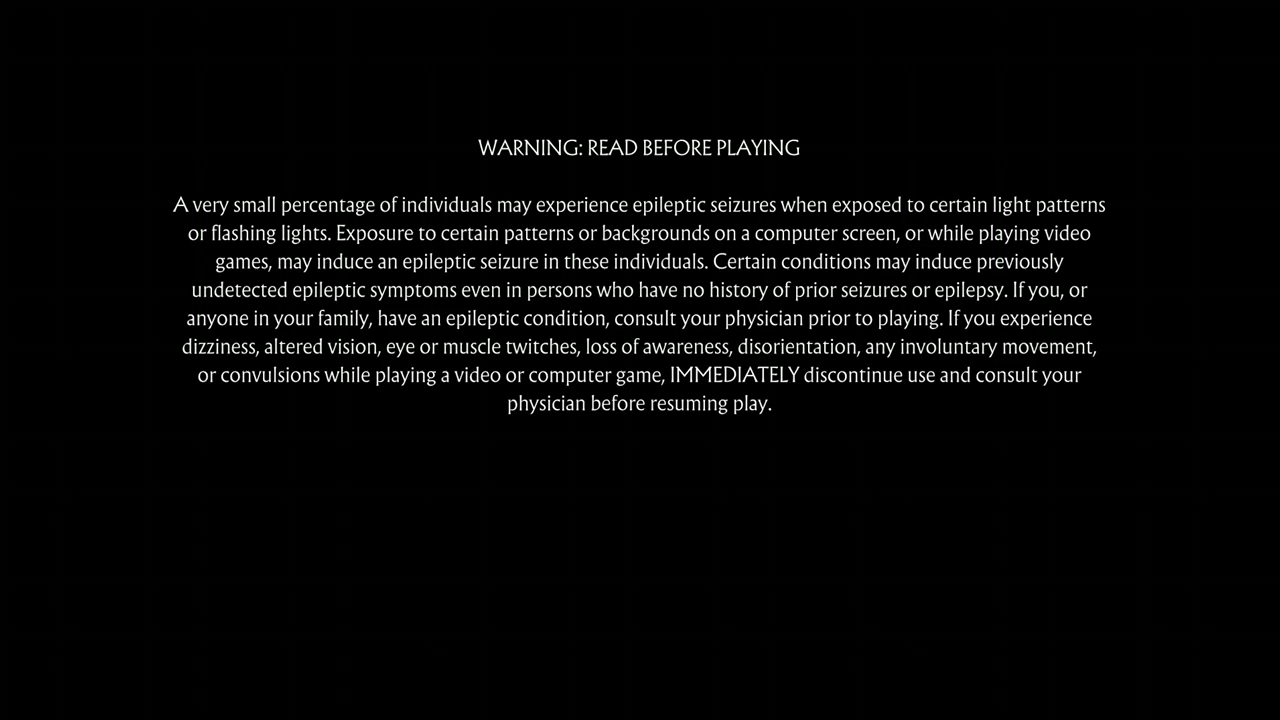 WARNING: READ BEFORE PLAYING
A very small percentage of individuals may experience epileptic seizures when exposed to certain light patterns
or flashing lights. Exposure to certain patterns or backgrounds on a computer screen, or while playing video
games, may induce an epileptic seizure in these individuals. Certain conditions may induce previously
undetected epileptic symptoms even in persons who have no history of prior seizures or epilepsy. If you, or
anyone in your family, have an epileptic condition, consult your physician prior to playing. If you experience
dizziness, altered vision, eye or muscle twitches, loss of awareness, disorientation, any involuntary movement,
or convulsions while playing a video or computer game, IMMEDIATELY discontinue use and consult your
physician before resuming play.